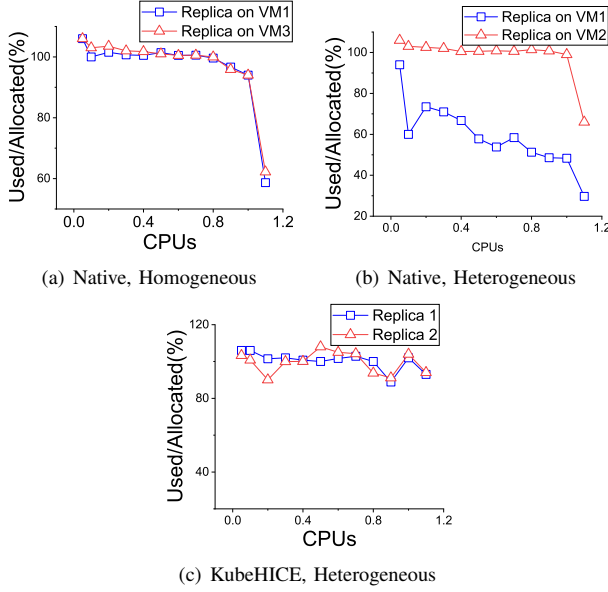 Replica on VM1
Replica on VM3
Used/Allocated(%)
100
80
60
0.0
0.4
0.8
1.2
CPUs
(a) Native, Homogeneous
Replica on VM1
Replica on VM2
Used/Allocated(%)
100
80
60
40
20
0.0
0.4
0.8
1.2
CPUs
(b) Native, Heterogeneous
Replica 1
Replica 2
Used/Allocated(%)
120
80
40
0.0
0.4
0.8
1.2
CPUs
(c) KubeHICE, Heterogeneous